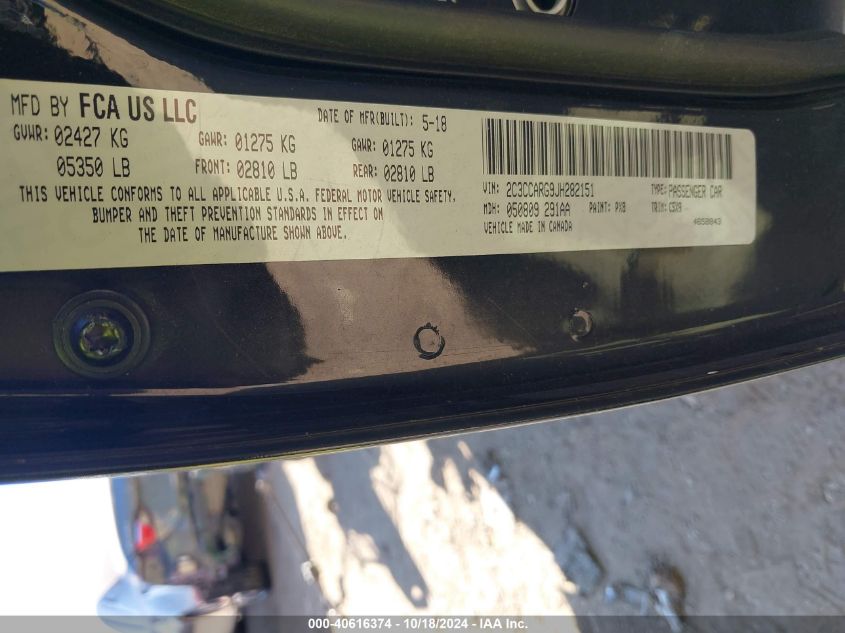 MFD BY FCA US LLC
DATE OF MFR(BUILT): 5-18
GVWR: 02427 KG
GAWR: 01275 KG
GAWR: 01275 KG
05350 LB
FRONT: 02810 LB
REAR: 02810 LB
THIS VEHICLE CONFORMS TO ALL APPLICABLE U.S.A. FEDERAL MOTOR VEHICLE SAFETY,
BUMPER AND THEFT PREVENTION STANDARDS IN EFFECT ON
THE DATE OF MANUFACTURE SHOWN ABOVE.
VIN: 2C3CCARG9JH282151
TYPE: PASSENGER CAR
MDH: 050809 291AA
PAINT: PX8
TRIM: C5X9
VEHICLE MADE IN CANADA
000-40616374 - 10/18/2024 - IAA Inc.